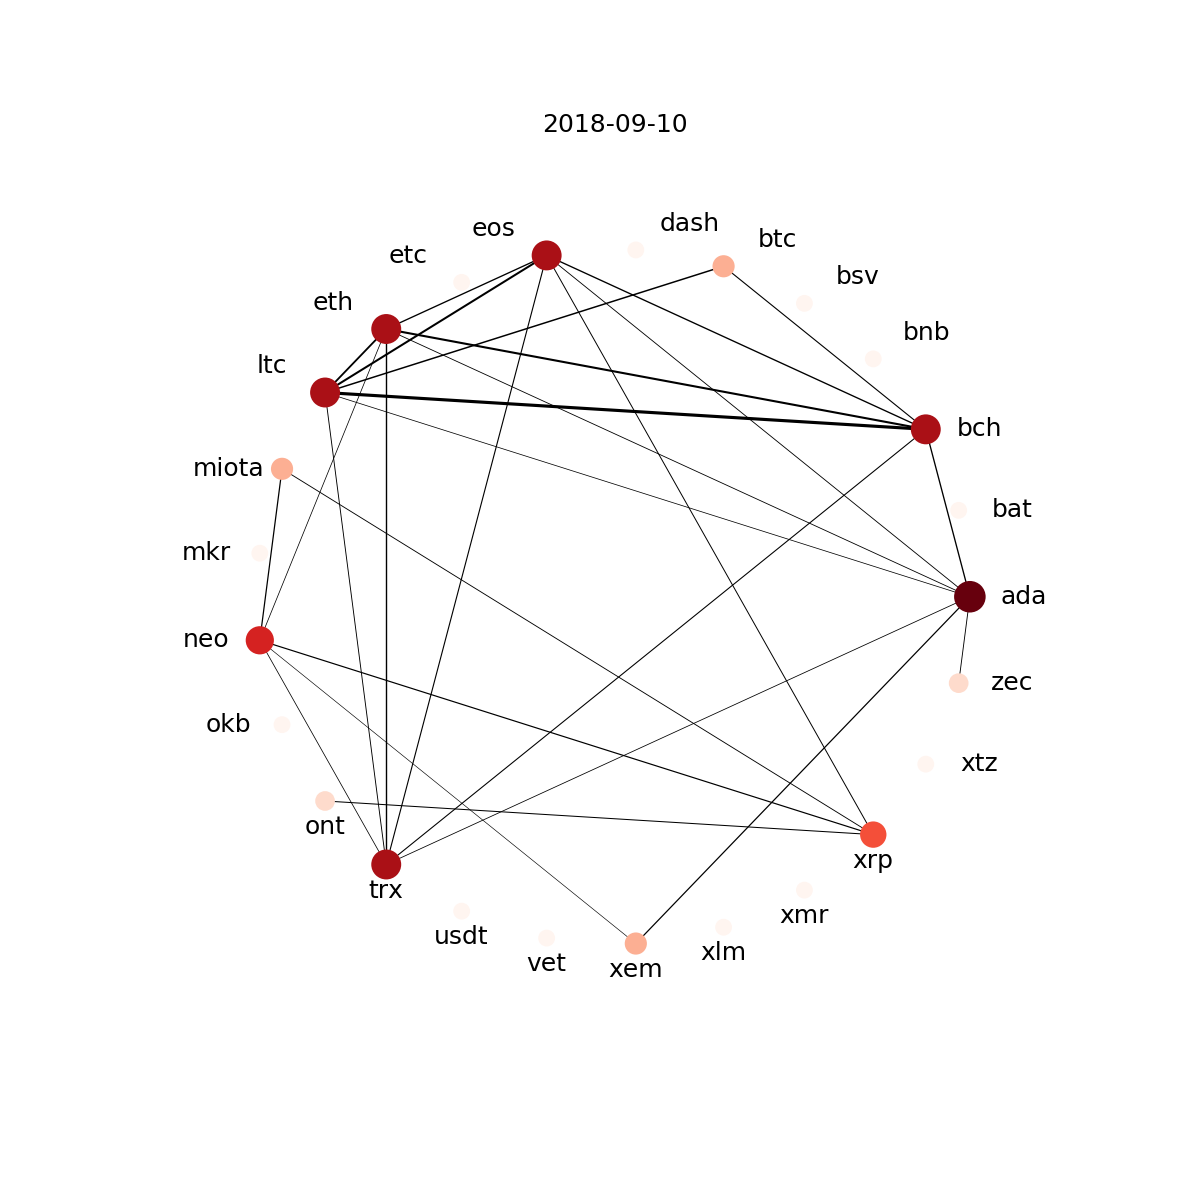 2018-09-10
dash
eos
btc
etc
bsv
eth
bnb
ltc
bch
miota
bat
mkr
ada
neo
zec
okb
xtz
ont
xrp
trx
xmr
usdt
xlm
vet
xem